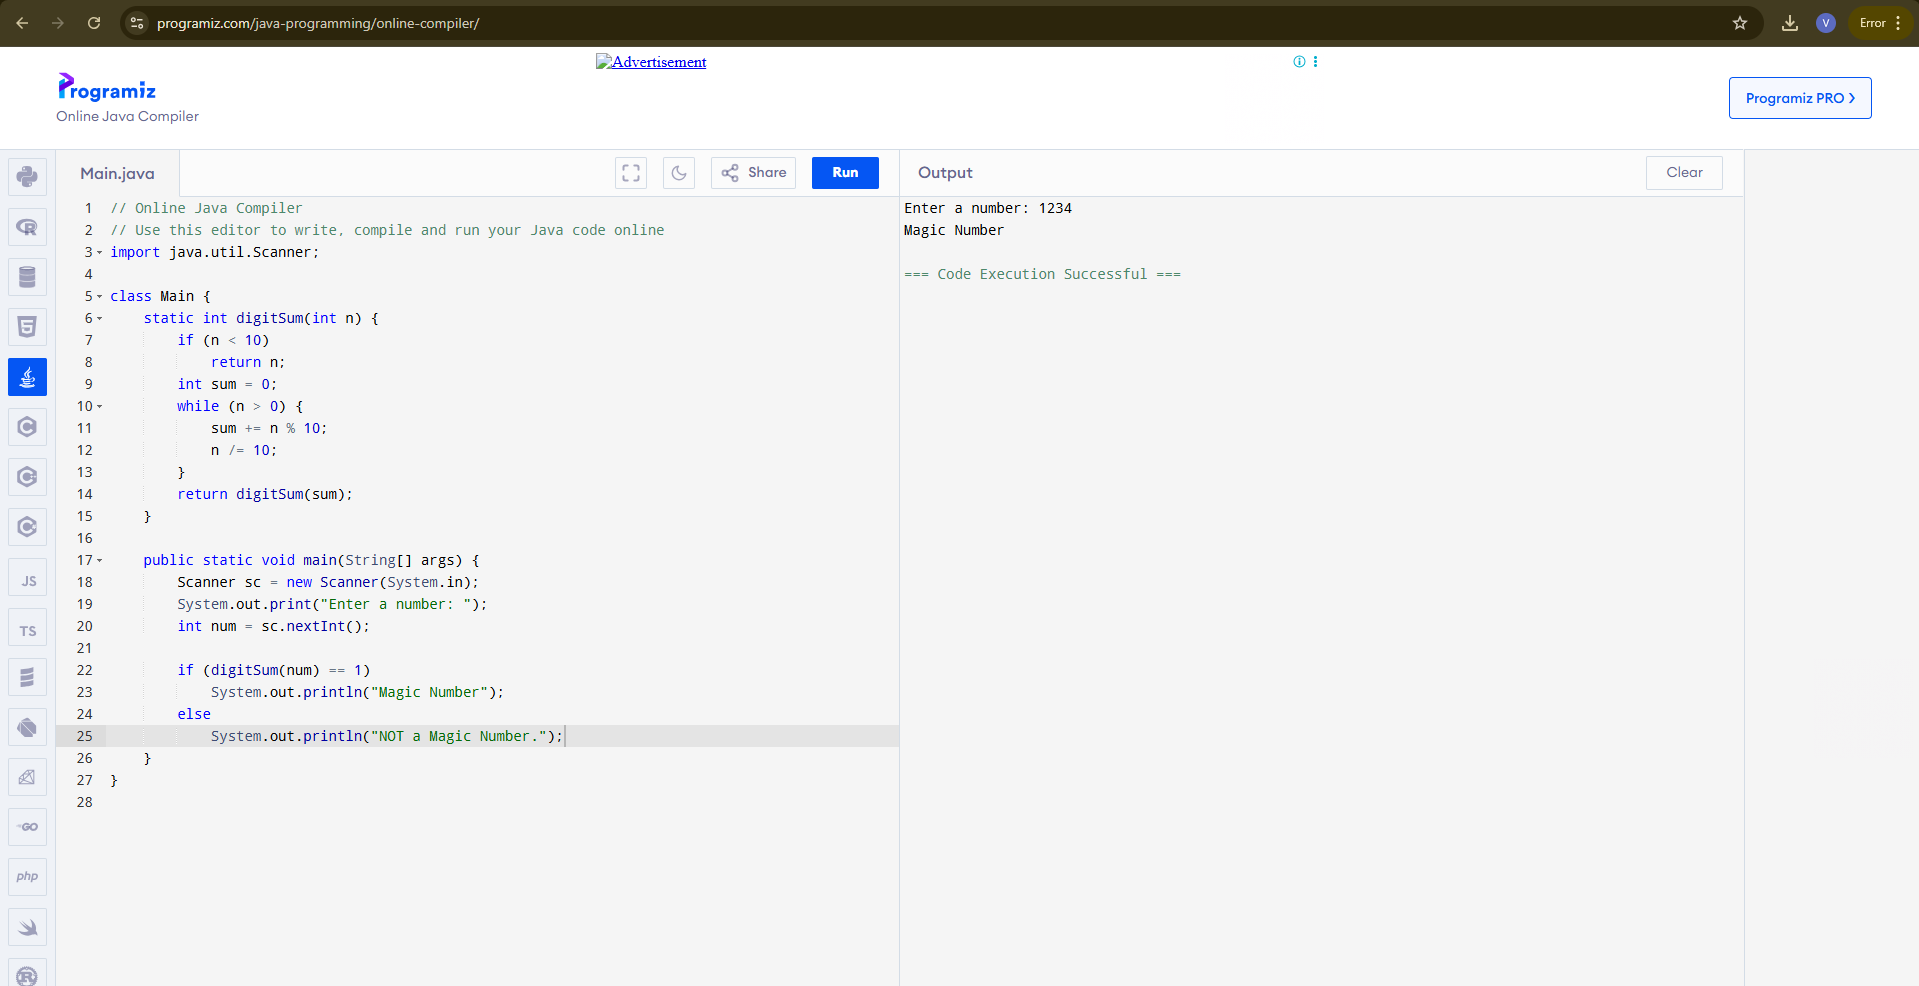 programiz.com/java-programming/online-compiler/
V
Error
Advertisement
Programiz
Online Java Compiler
Programiz PRO
Main.java
Share
Run
Output
Clear
1 // Online Java Compiler
2 // Use this editor to write, compile and run your Java code online
3 import java.util.Scanner;
4
5 class Main {
6 static int digitSum(int n) {
7 if (n < 10)
8 return n;
9 int sum = 0;
10 while (n > 0) {
11 sum += n % 10;
12 n /= 10;
13 }
14 return digitSum(sum);
15 }
16
17 public static void main(String[] args) {
18 Scanner sc = new Scanner(System.in);
19 System.out.print("Enter a number: ");
20 int num = sc.nextInt();
21
22 if (digitSum(num) == 1)
23 System.out.println("Magic Number");
24 else
25 System.out.println("NOT a Magic Number.");
26 }
27 }
28
Enter a number: 1234
Magic Number
=== Code Execution Successful ===
JS
TS
GO
php